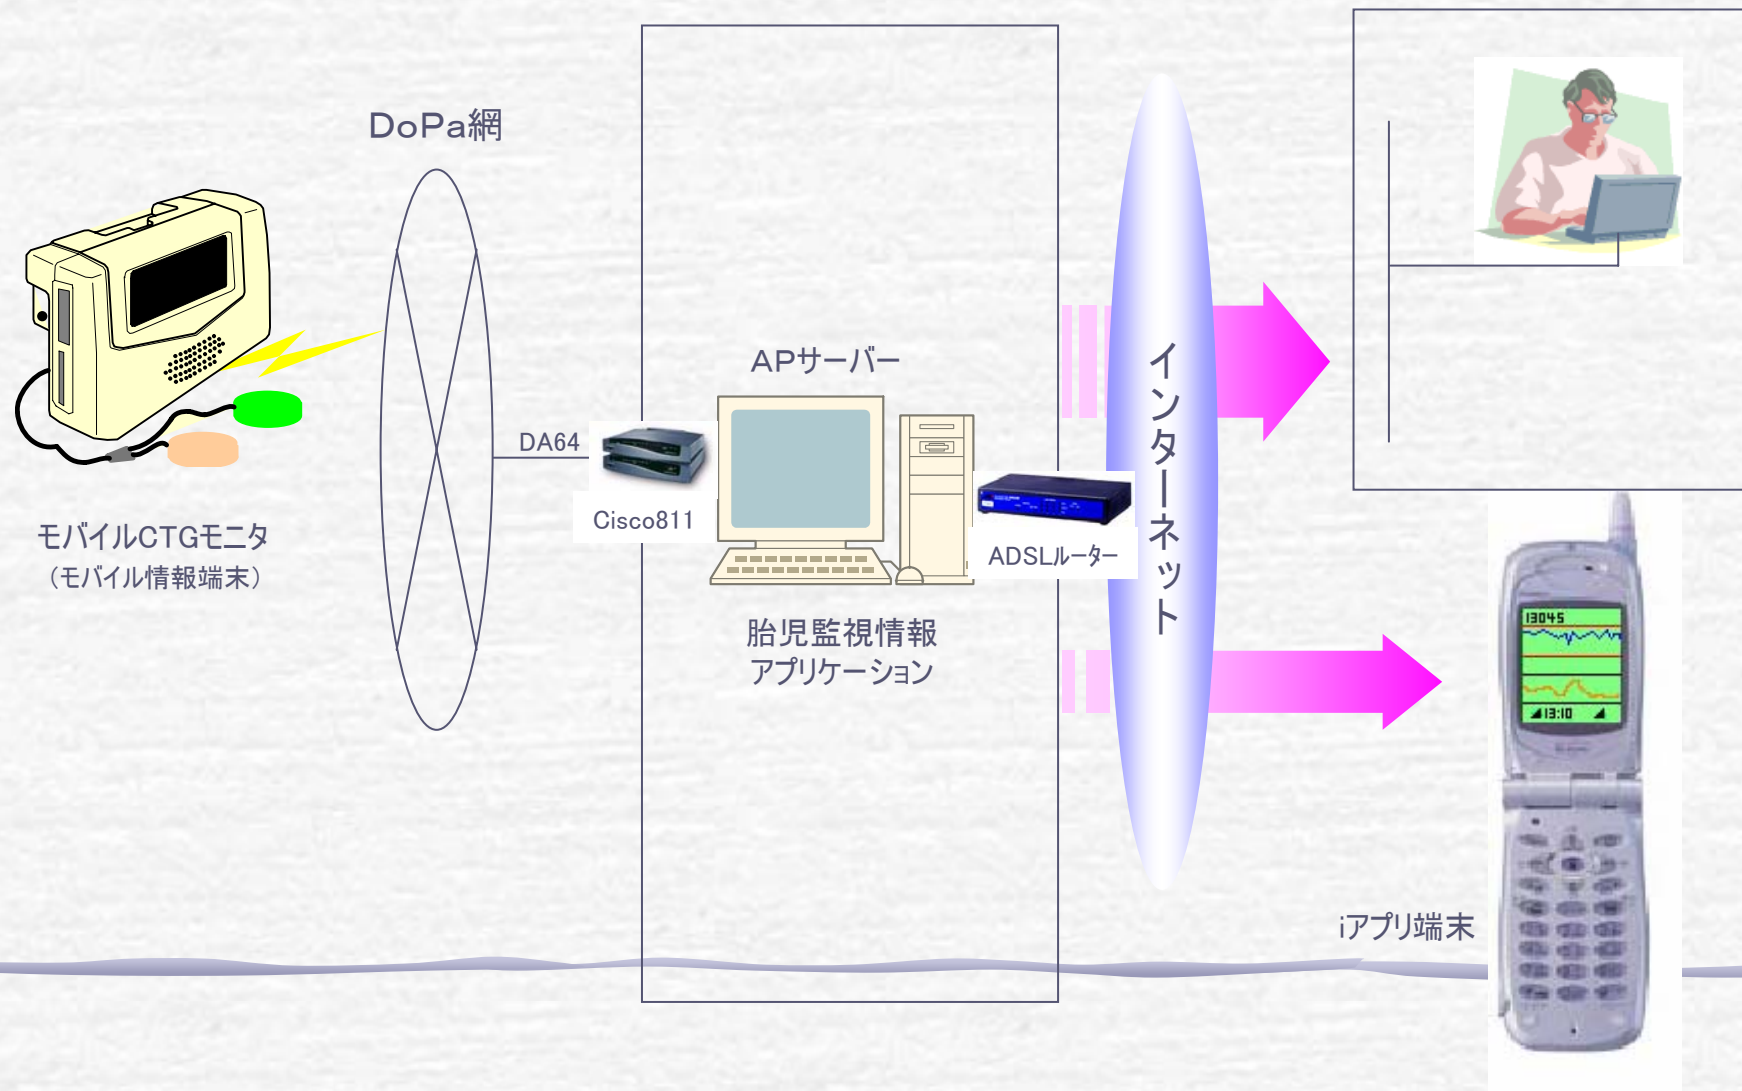 DoPa網
モバイルCTGモニタ
（モバイル情報端末）
DA64
Cisco811
APサーバー
ADSLルーター
胎児監視情報
アプリケーション
インターネット
13045
13:10
iアプリ端末